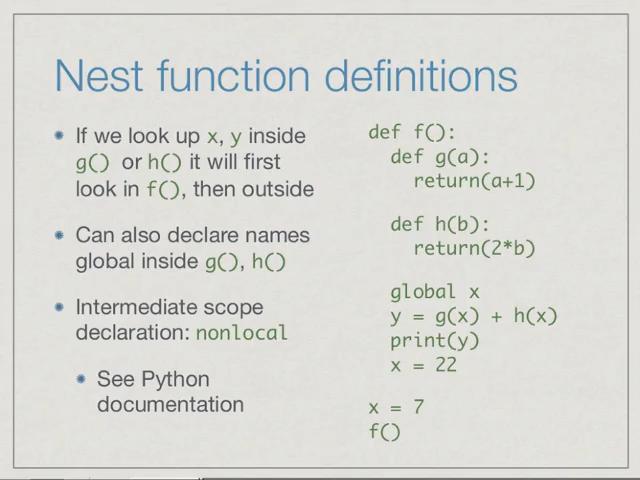 Nest function definitions
If we look up x, y inside
g() or h() it will first
look in f(), then outside
Can also declare names
global inside g(), h()
Intermediate scope
declaration: nonlocal
See Python
documentation
def f():
  def g(a):
    return(a+1)
  def h(b):
    return(2*b)
  global x
  y = g(x) + h(x)
  print(y)
  x = 22
x = 7
f()